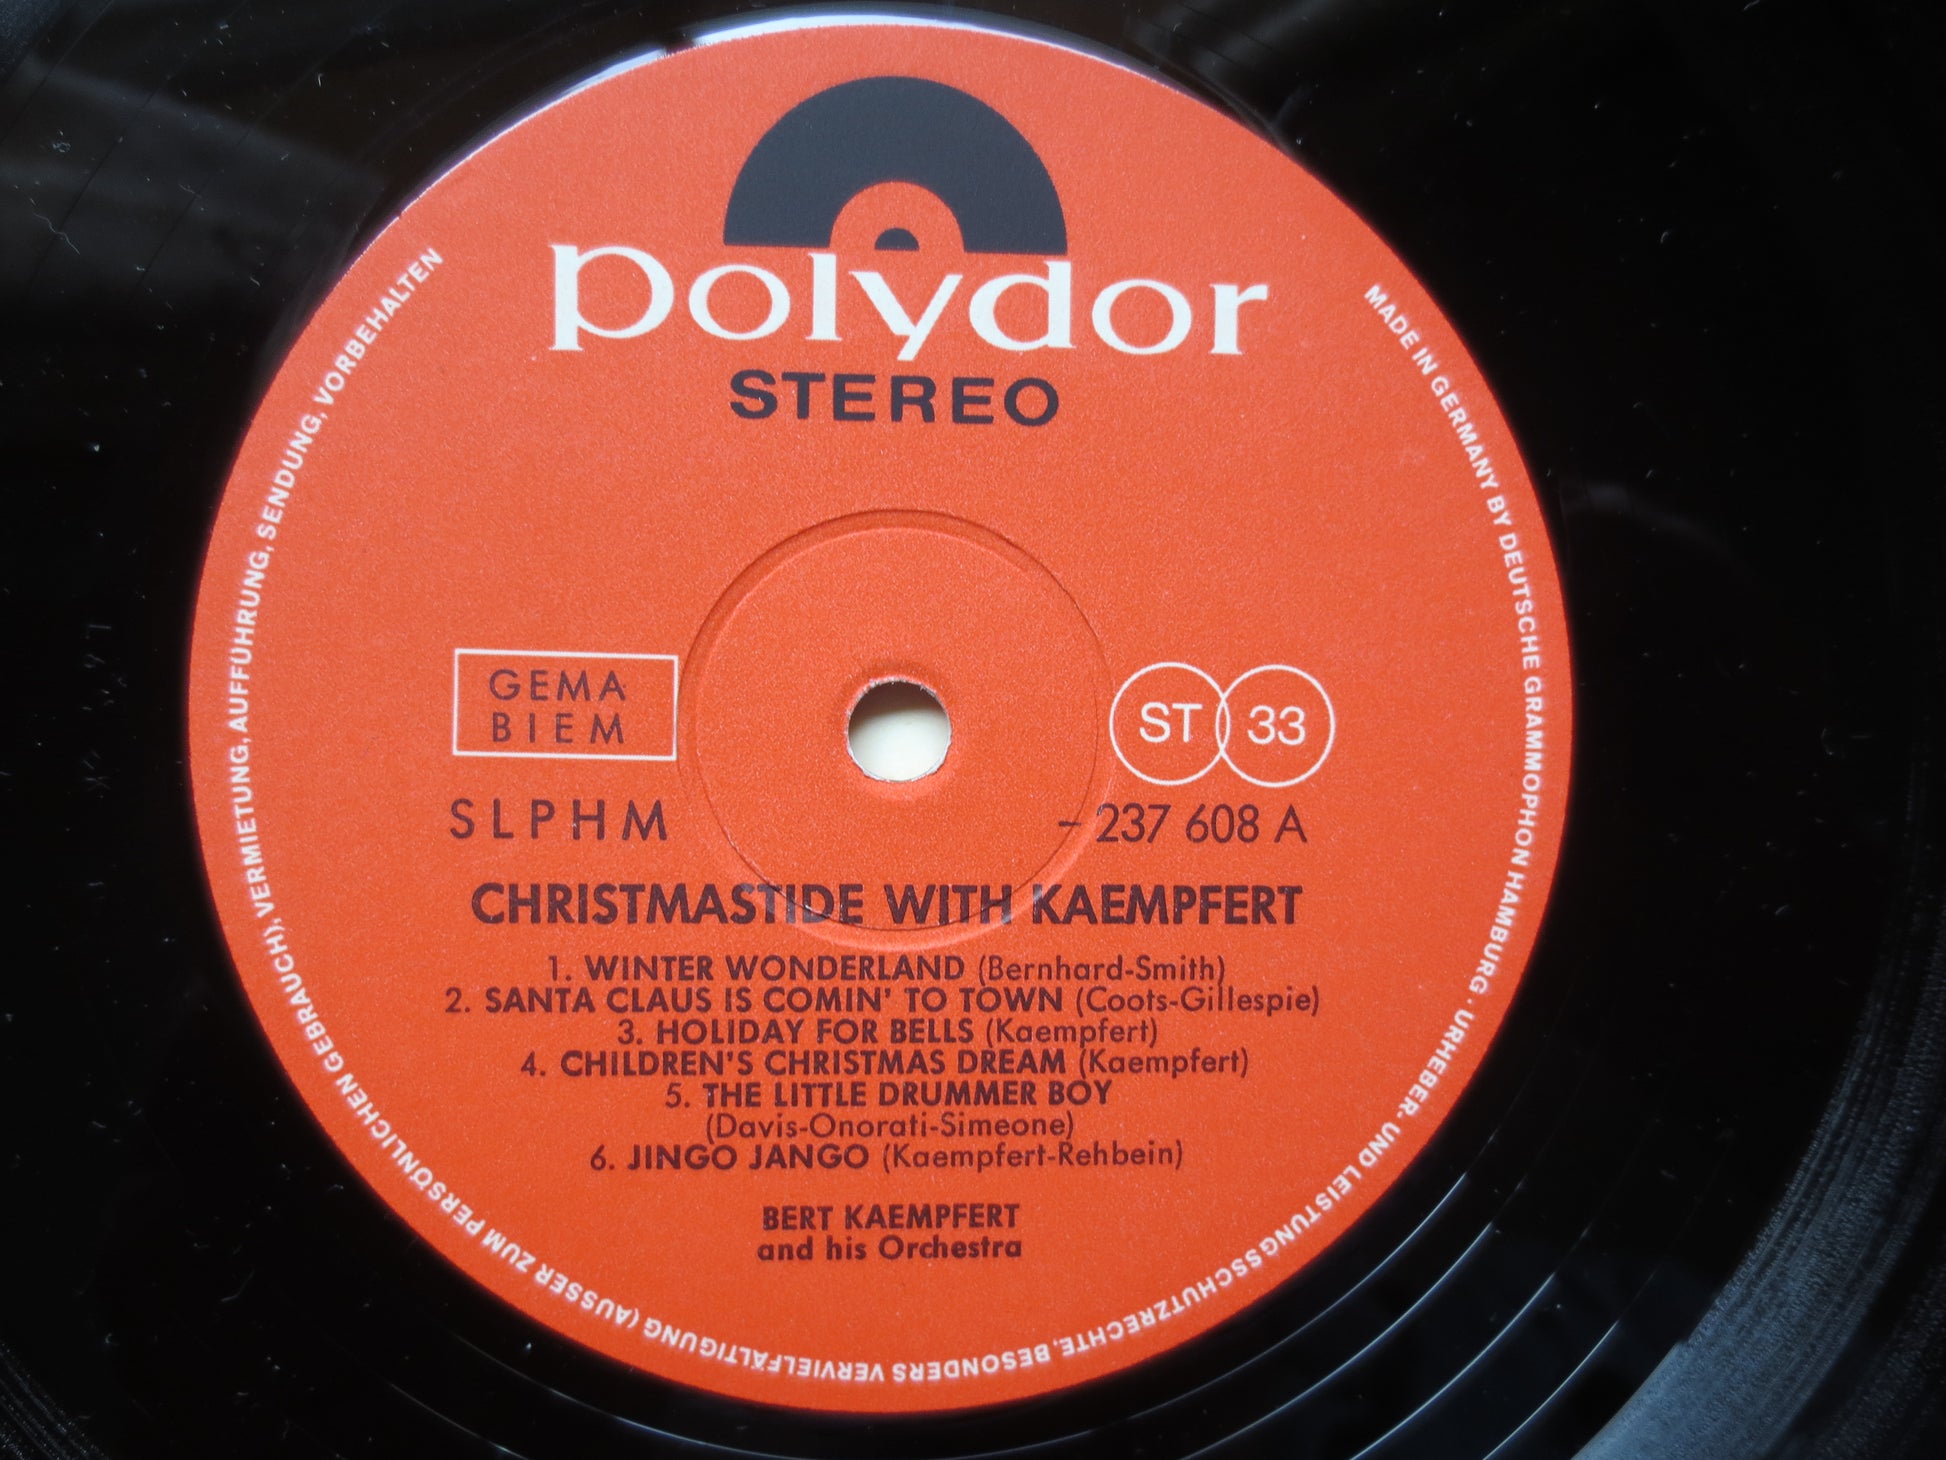 polydor
STEREO
GEMA
BIEM
ST 33
SLPHM - 237 608 A
CHRISTMASTIDE WITH KAEMPFERT
1. WINTER WONDERLAND (Bernhard-Smith)
2. SANTA CLAUS IS COMIN' TO TOWN (Coots-Gillespie)
3. HOLIDAY FOR BELLS (Kaempfert)
4. CHILDREN'S CHRISTMAS DREAM (Kaempfert)
5. THE LITTLE DRUMMER BOY
(Davis-Onorati-Simeone)
6. JINGO JANGO (Kaempfert-Rehbein)
BERT KAEMPFERT
and his Orchestra
MADE IN GERMANY BY DEUTSCHE GRAMMOPHON HAMBURG. URHEBER- UND LEISTUNGSSCHUTZRECHTE, BESONDERS VERVIELFÄLTIGUNG (AUSSER ZUM PERSÖNLICHEN GEBRAUCH), VERMIETUNG, AUFFÜHRUNG, SENDUNG, VORBEHALTEN